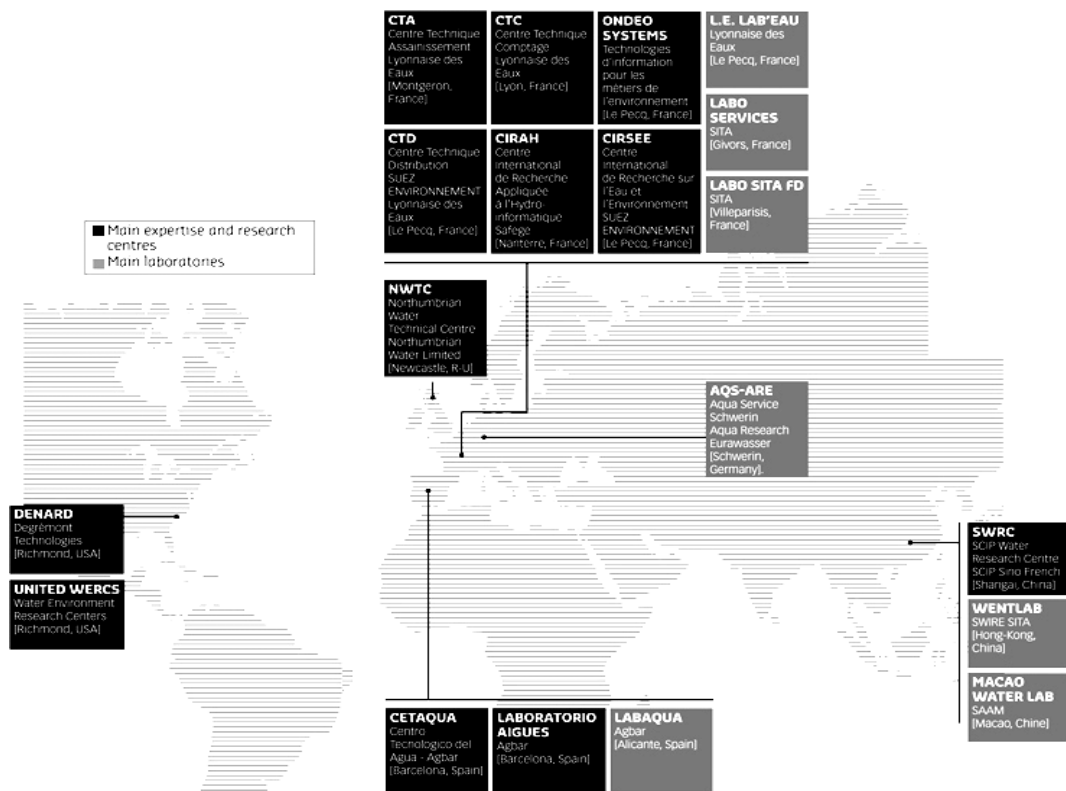 CTA
Centre Technique
Assainissement
Lyonnaise des
Eaux
[Montgeron,
France]
CTC
Centre Technique
Comptage
Lyonnaise des
Eaux
[Lyon, France]
ONDEO
SYSTEMS
Technologies
d'information
pour les
métiers de
l'environnement
[Le Pecq, France]
L.E. LAB'EAU
Lyonnaise des
Eaux
[Le Pecq, France]
LABO
SERVICES
SITA
[Givors, France]
CTD
Centre Technique
Distribution
SUEZ
ENVIRONNEMENT
Lyonnaise des
Eaux
[Le Pecq, France]
CIRAH
Centre
International
de Recherche
Appliquée
à l'Hydro-
informatique
Safege
[Nanterre, France]
CIRSEE
Centre
International
de Recherche sur
l'Eau et
l'Environnement
SUEZ
ENVIRONNEMENT
[Le Pecq, France]
LABO SITA FD
SITA
[Villeparisis,
France]
Main expertise and research
centres
Main laboratories
NWTC
Northumbrian
Water
Technical Centre
Northumbrian
Water Limited
[Newcastle, R-U]
AQS-ARE
Aqua Service
Schwerin
Aqua Research
Eurawasser
[Schwerin,
Germany].
DENARD
Degrémont
Technologies
[Richmond, USA]
UNITED WERCS
Water Environment
Research Centers
[Richmond, USA]
SWRC
SCIP Water
Research Centre
SCIP Sino French
[Shangai, China]
WENTLAB
SWIRE SITA
[Hong-Kong,
China]
MACAO
WATER LAB
SAAM
[Macao, Chine]
CETAQUA
Centro
Tecnologico del
Agua - Agbar
[Barcelona, Spain]
LABORATORIO
AIGUES
Agbar
[Barcelona, Spain]
LABAQUA
Agbar
[Alicante, Spain]